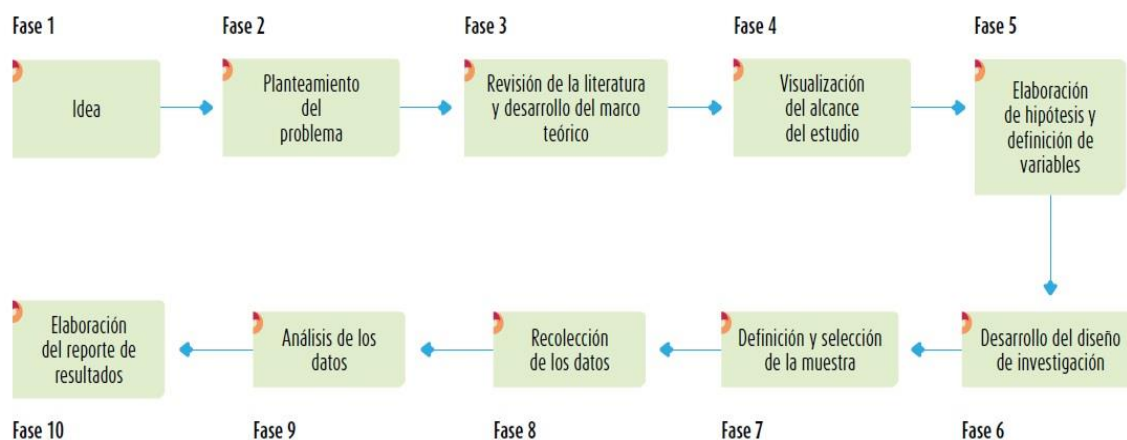 Fase 1
Idea
Fase 2
Planteamiento
del
problema
Fase 3
Revisión de la literatura
y desarrollo del marco
teórico
Fase 4
Visualización
del alcance
del estudio
Fase 5
Elaboración
de hipótesis y
definición de
variables
Desarrollo del diseño
de investigación
Fase 6
Definición y selección
de la muestra
Fase 7
Recolección
de los datos
Fase 8
Análisis de los
datos
Fase 9
Elaboración
del reporte de
resultados
Fase 10